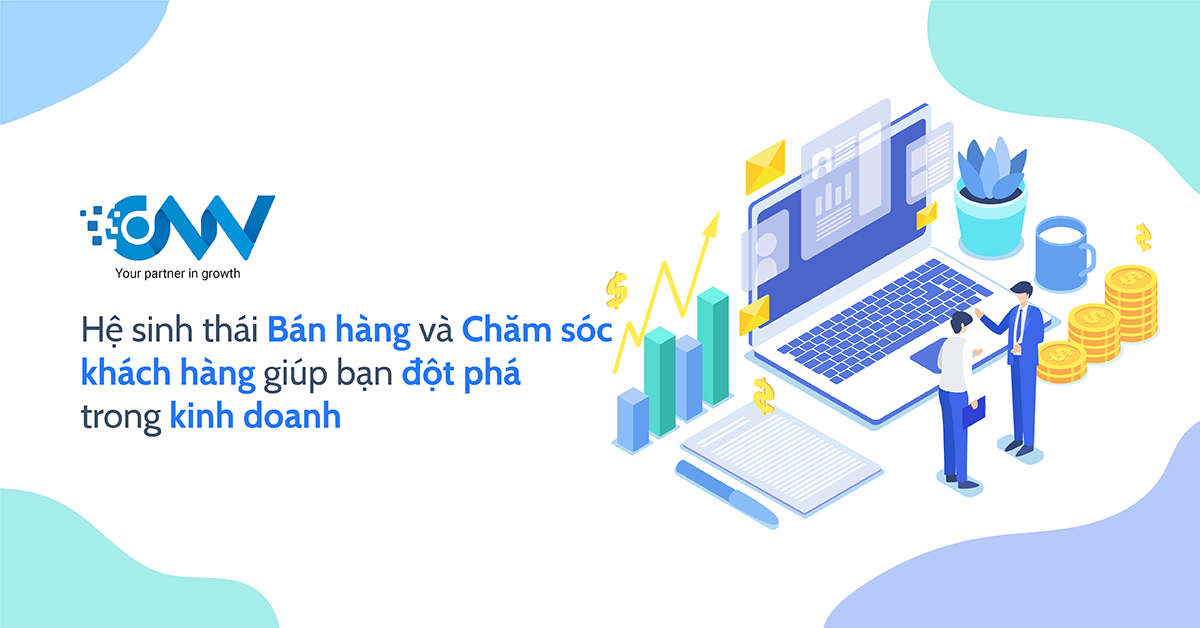 CNV
Your partner in growth
Hệ sinh thái Bán hàng và Chăm sóc
khách hàng giúp bạn đột phá
trong kinh doanh